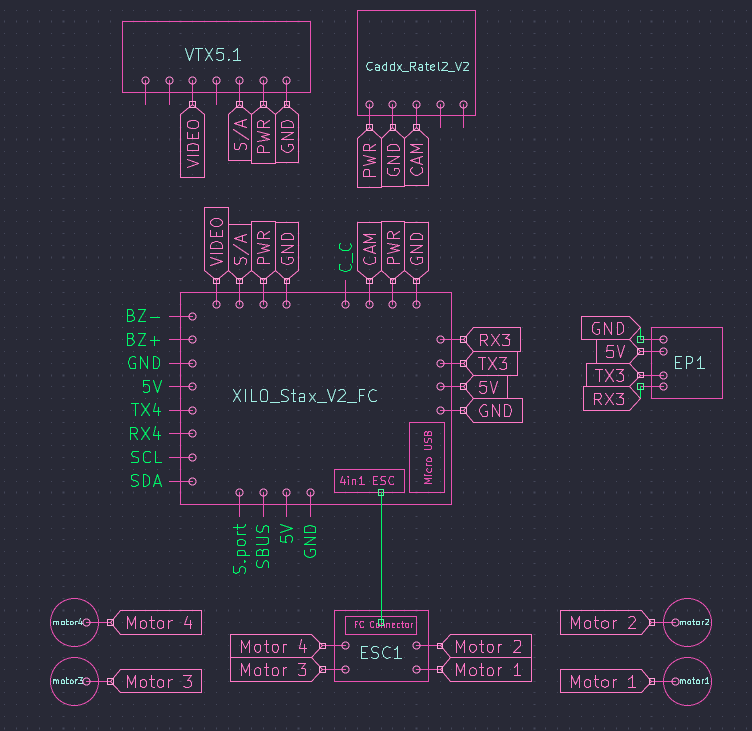 VTX5.1
Caddx_Ratel2_V2
VIDEO
S/A
PWR
GND
PWR
GND
CAM
VIDEO
S/A
PWR
GND
C_C
CAM
PWR
GND
BZ-
BZ+
GND
5V
TX4
RX4
SCL
SDA
XILO_Stax_V2_FC
RX3
TX3
5V
GND
GND
5V
TX3
RX3
EP1
Micro USB
4in1 ESC
S.port
SBUS
5V
GND
motor4
Motor 4
motor3
Motor 3
FC Connector
ESC1
Motor 4
Motor 3
Motor 2
Motor 1
Motor 2
motor2
Motor 1
motor1